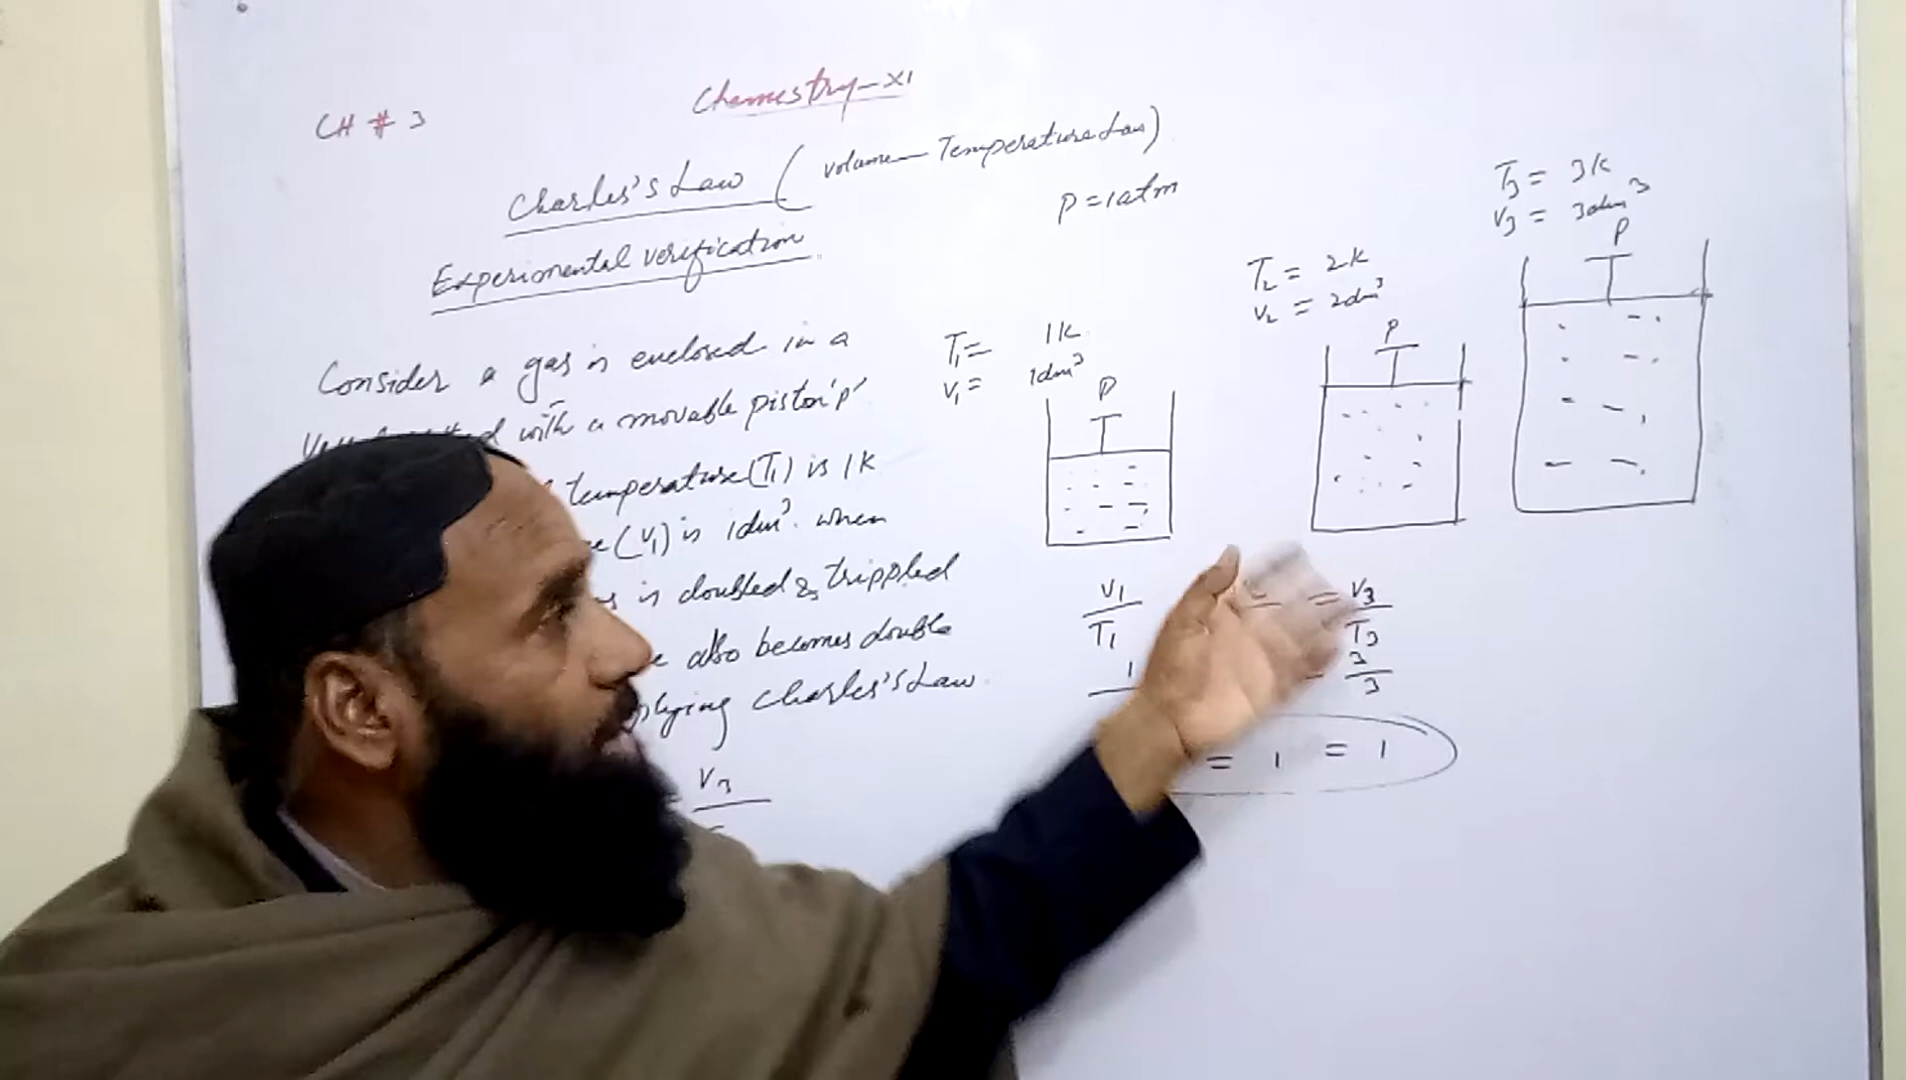 Chemestry-XI
CH # 3
Charles's Law (volume - Temperature Law)
P = 1 atm
Experimental verification
Consider a gas is enclosed in a
with a movable piston 'p'
temperature (T₁) is 1k
(V₁) is 1dm³. when
is doubled & trippled
also becomes double
Charles's Law.
V₃
T₁ = 1k
V₁ = 1dm³
P
T₂ = 2k
V₂ = 2dm³
P
T₃ = 3k
V₃ = 3dm³
P
V₁ = V₃
T₁ T₃
1 3
3
= 1 = 1